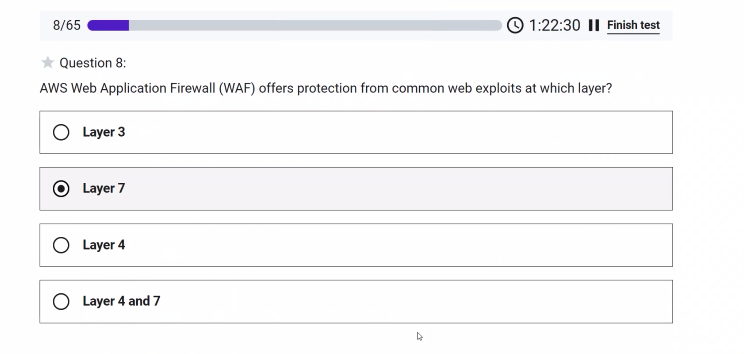 8/65 1:22:30 Finish test
Question 8:
AWS Web Application Firewall (WAF) offers protection from common web exploits at which layer?
Layer 3
Layer 7
Layer 4
Layer 4 and 7